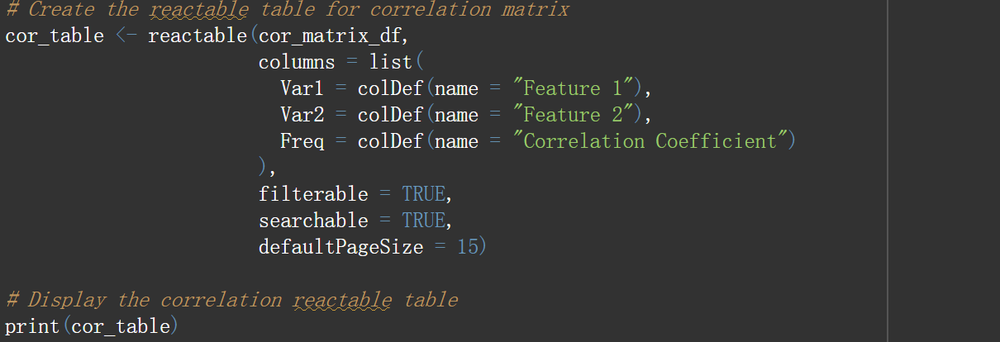 # Create the reactable table for correlation matrix
cor_table <- reactable(cor_matrix_df,
                       columns = list(
                         Var1 = colDef(name = "Feature 1"),
                         Var2 = colDef(name = "Feature 2"),
                         Freq = colDef(name = "Correlation Coefficient")
                       ),
                       filterable = TRUE,
                       searchable = TRUE,
                       defaultPageSize = 15)
# Display the correlation reactable table
print(cor_table)